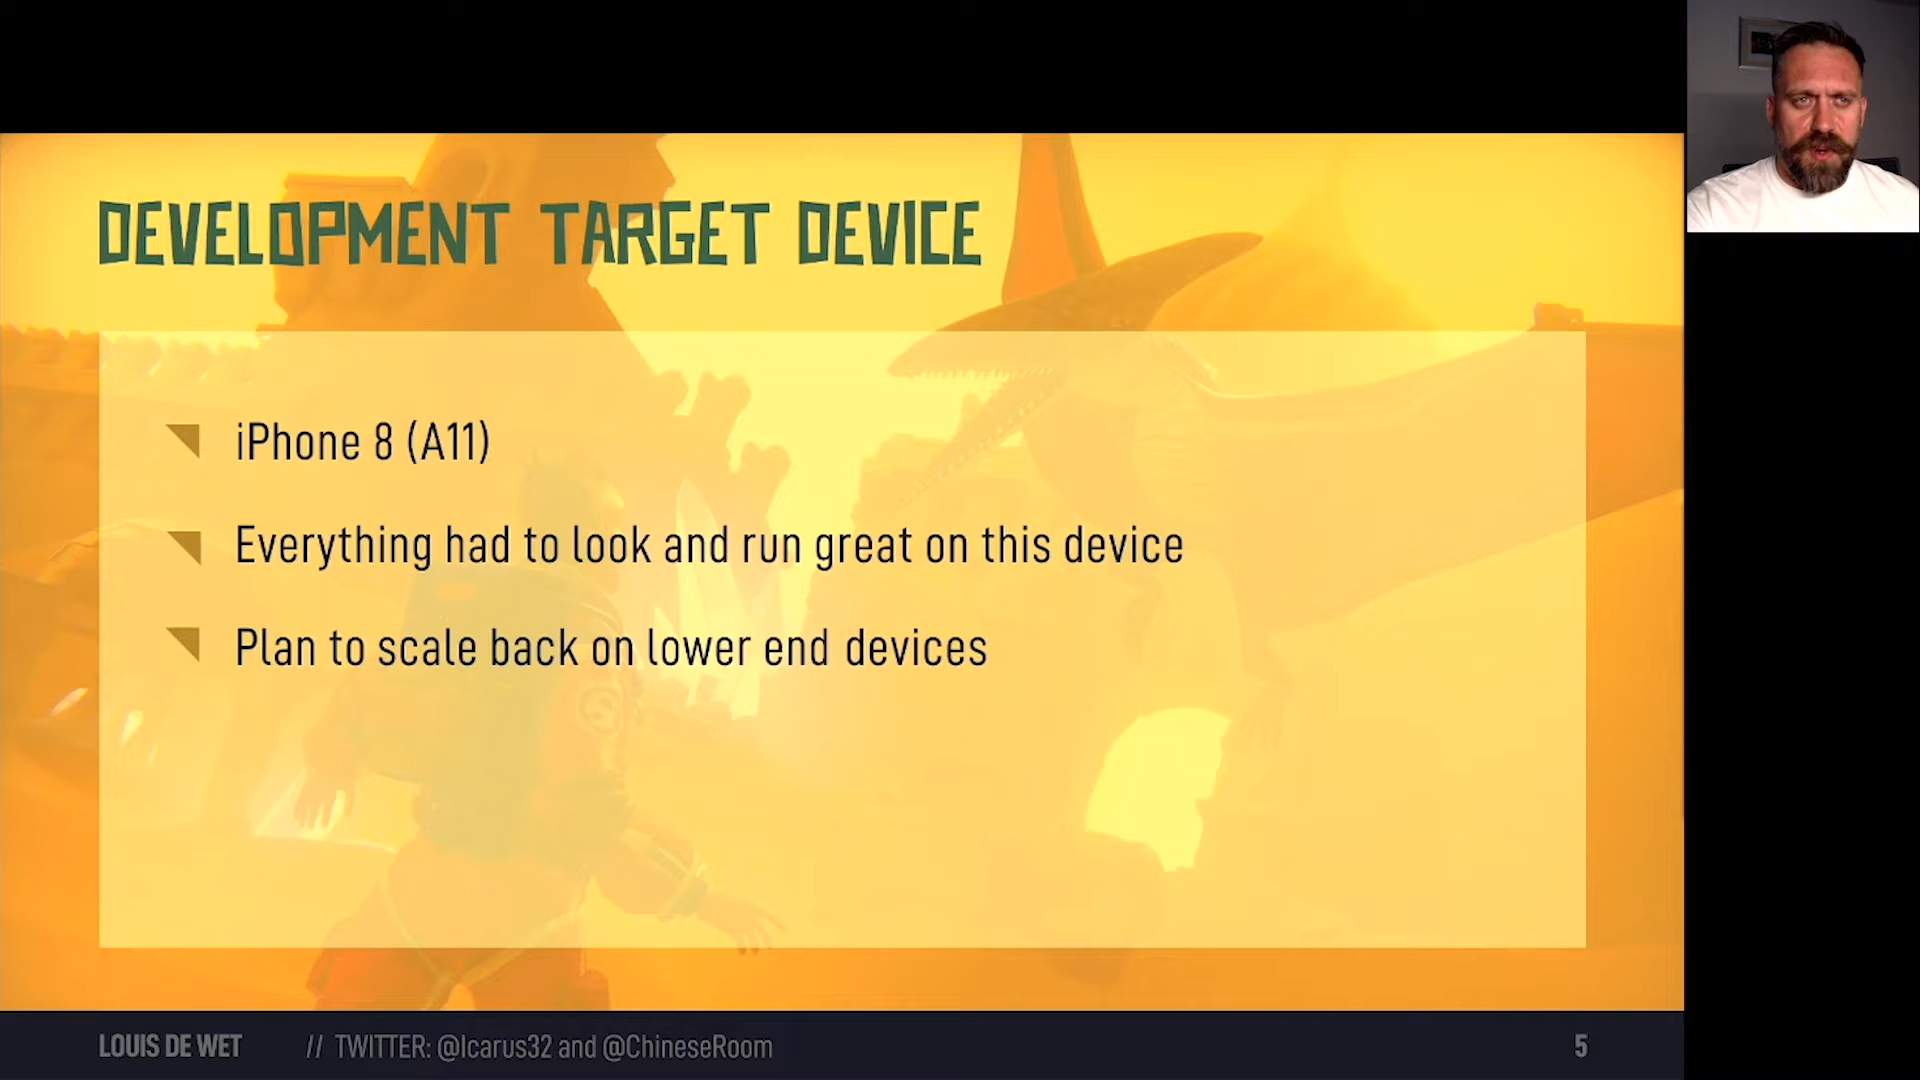 DEVELOPMENT TARGET DEVICE
iPhone 8 (A11)
Everything had to look and run great on this device
Plan to scale back on lower end devices
LOUIS DE WET // TWITTER: @Icarus32 and @ChineseRoom 5